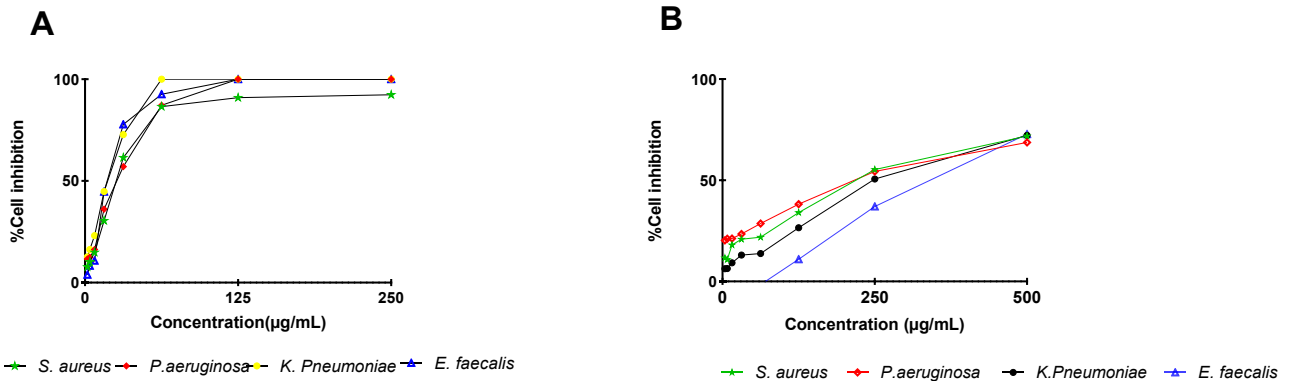 A
100
50
0
%Cell inhibition
0 125 250
Concentration(µg/mL)
S. aureus P.aeruginosa K. Pneumoniae E. faecalis
B
100
50
0
%Cell inhibition
0 250 500
Concentration (µg/mL)
S. aureus P.aeruginosa K.Pneumoniae E. faecalis